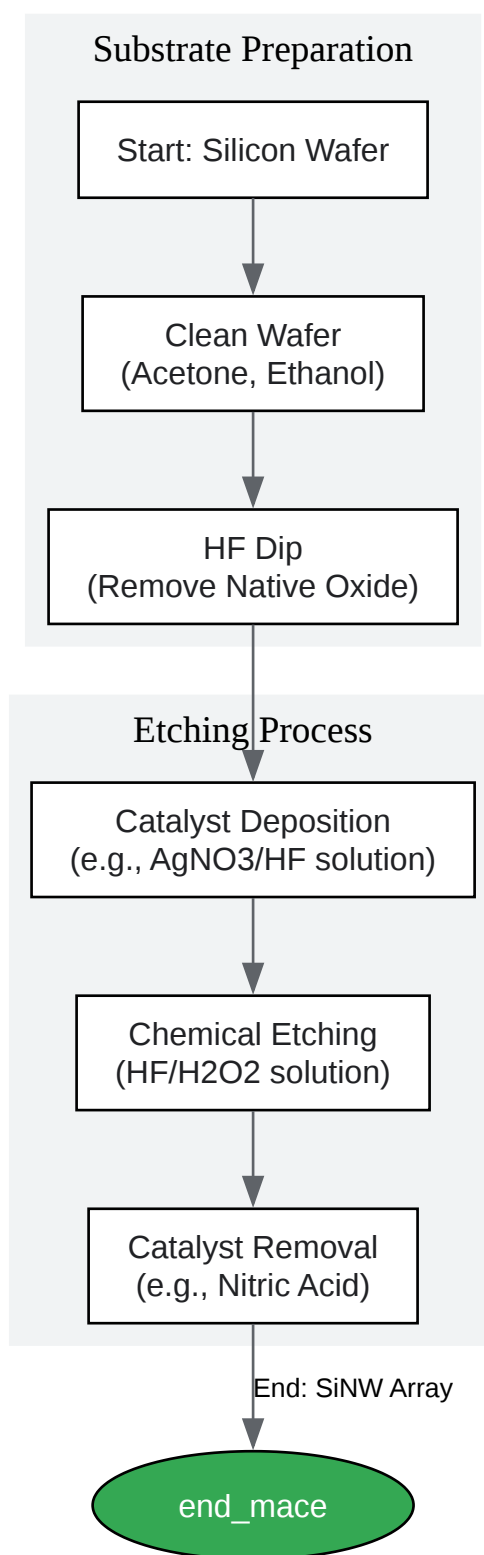 Substrate Preparation
Start: Silicon Wafer
Clean Wafer
(Acetone, Ethanol)
HF Dip
(Remove Native Oxide)
Etching Process
Catalyst Deposition
(e.g., AgNO3/HF solution)
Chemical Etching
(HF/H2O2 solution)
Catalyst Removal
(e.g., Nitric Acid)
End: SiNW Array
end_mace